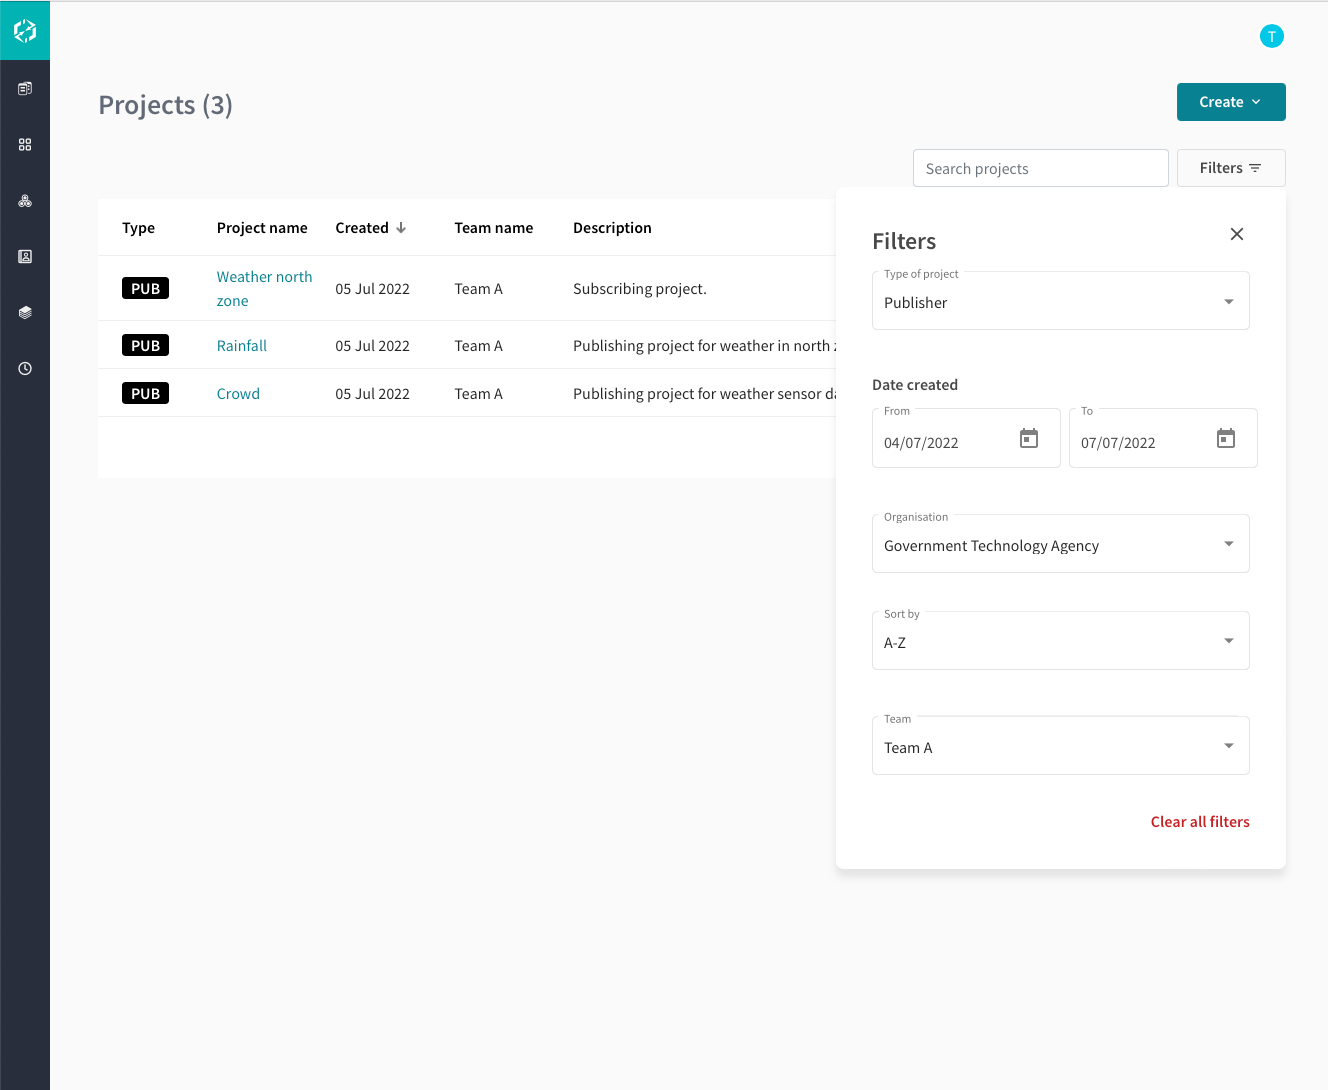 T
Projects (3)
Create
Search projects
Filters
Type Project name Created Team name Description
PUB Weather north zone 05 Jul 2022 Team A Subscribing project.
PUB Rainfall 05 Jul 2022 Team A Publishing project for weather in north
PUB Crowd 05 Jul 2022 Team A Publishing project for weather sensor
Filters
Type of project
Publisher
Date created
From
04/07/2022
To
07/07/2022
Organisation
Government Technology Agency
Sort by
A-Z
Team
Team A
Clear all filters